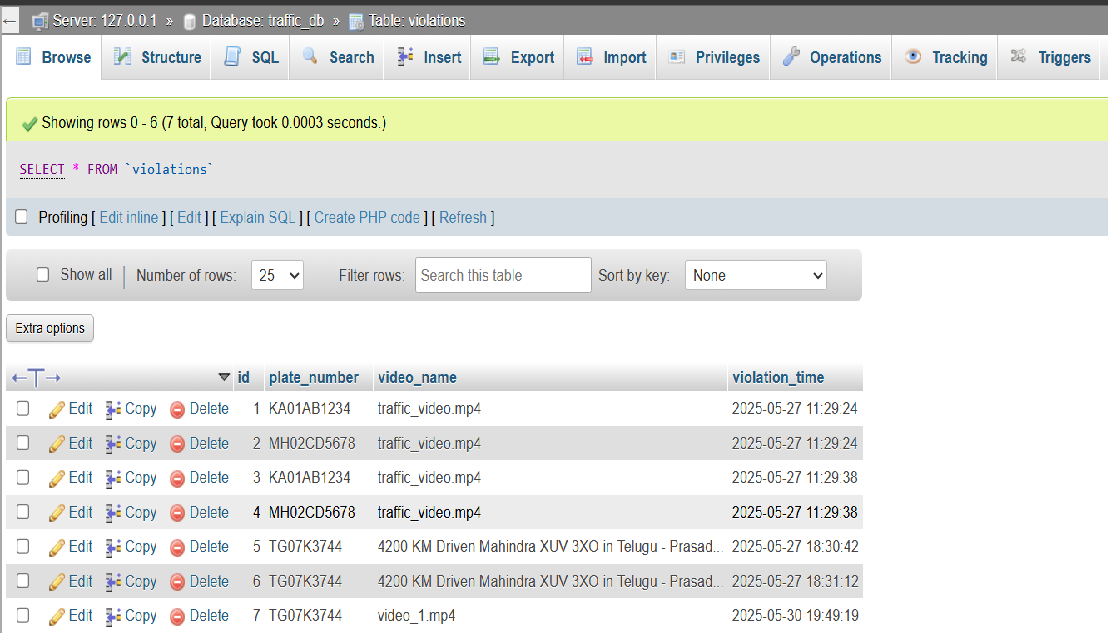 Server: 127.0.0.1 » Database: traffic_db » Table: violations
Browse Structure SQL Search Insert Export Import Privileges Operations Tracking Triggers
Showing rows 0 - 6 (7 total, Query took 0.0003 seconds.)
SELECT * FROM `violations`
Profiling [ Edit inline ] [ Edit ] [ Explain SQL ] [ Create PHP code ] [ Refresh ]
Show all Number of rows: 25 Filter rows: Search this table Sort by key: None
Extra options
id plate_number video_name violation_time
Edit Copy Delete 1 KA01AB1234 traffic_video.mp4 2025-05-27 11:29:24
Edit Copy Delete 2 MH02CD5678 traffic_video.mp4 2025-05-27 11:29:24
Edit Copy Delete 3 KA01AB1234 traffic_video.mp4 2025-05-27 11:29:38
Edit Copy Delete 4 MH02CD5678 traffic_video.mp4 2025-05-27 11:29:38
Edit Copy Delete 5 TG07K3744 4200 KM Driven Mahindra XUV 3XO in Telugu - Prasad... 2025-05-27 18:30:42
Edit Copy Delete 6 TG07K3744 4200 KM Driven Mahindra XUV 3XO in Telugu - Prasad... 2025-05-27 18:31:12
Edit Copy Delete 7 TG07K3744 video_1.mp4 2025-05-30 19:49:19